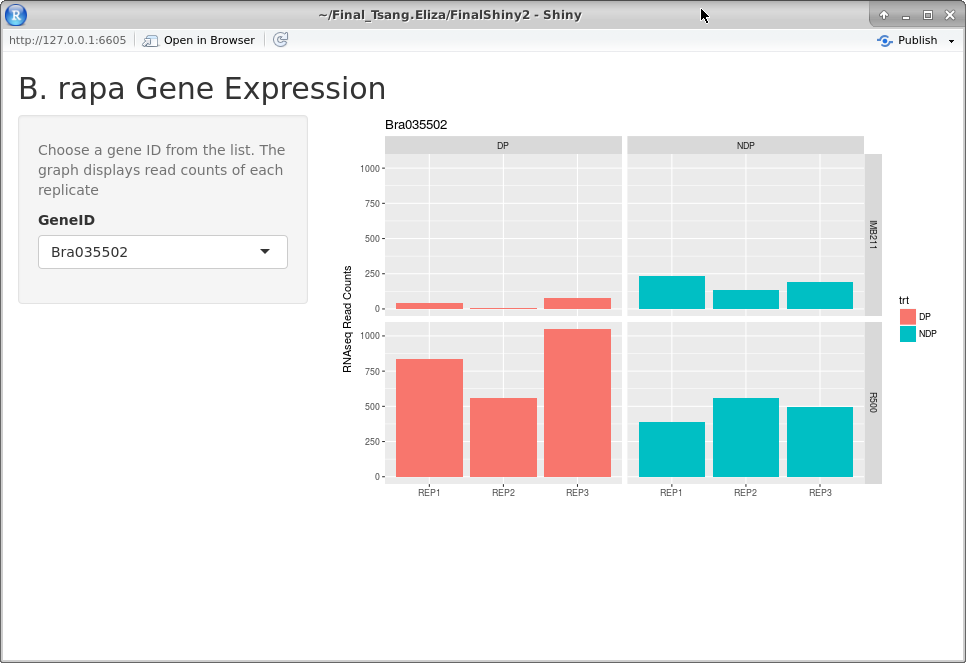 ~/Final_Tsang.Eliza/FinalShiny2 - Shiny
http://127.0.0.1:6605 Open in Browser Publish
B. rapa Gene Expression
Choose a gene ID from the list. The
graph displays read counts of each
replicate
GeneID
Bra035502
Bra035502
DP NDP
RNAseq Read Counts
1000
750
500
250
0
IMB211
1000
750
500
250
0
R500
REP1 REP2 REP3 REP1 REP2 REP3
trt
DP
NDP